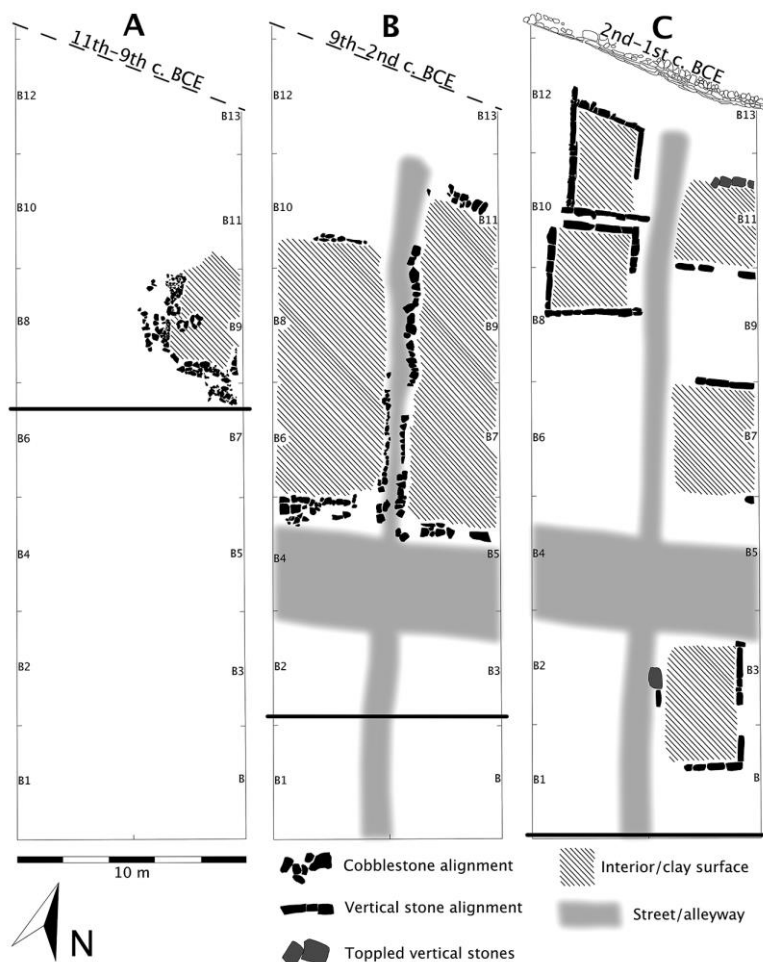 A B C
11th–9th c. BCE 9th–2nd c. BCE 2nd–1st c. BCE
B12 B12 B12
B13 B13 B13
B10 B11 B10 B11 B10 B11
B8 B9 B8 B9 B8 B9
B6 B7 B6 B7 B6 B7
B4 B5 B4 B5 B4 B5
B2 B3 B2 B3 B2 B3
B1 B B1 B B1 B
10 m
N
Cobblestone alignment
Vertical stone alignment
Toppled vertical stones
Interior/clay surface
Street/alleyway